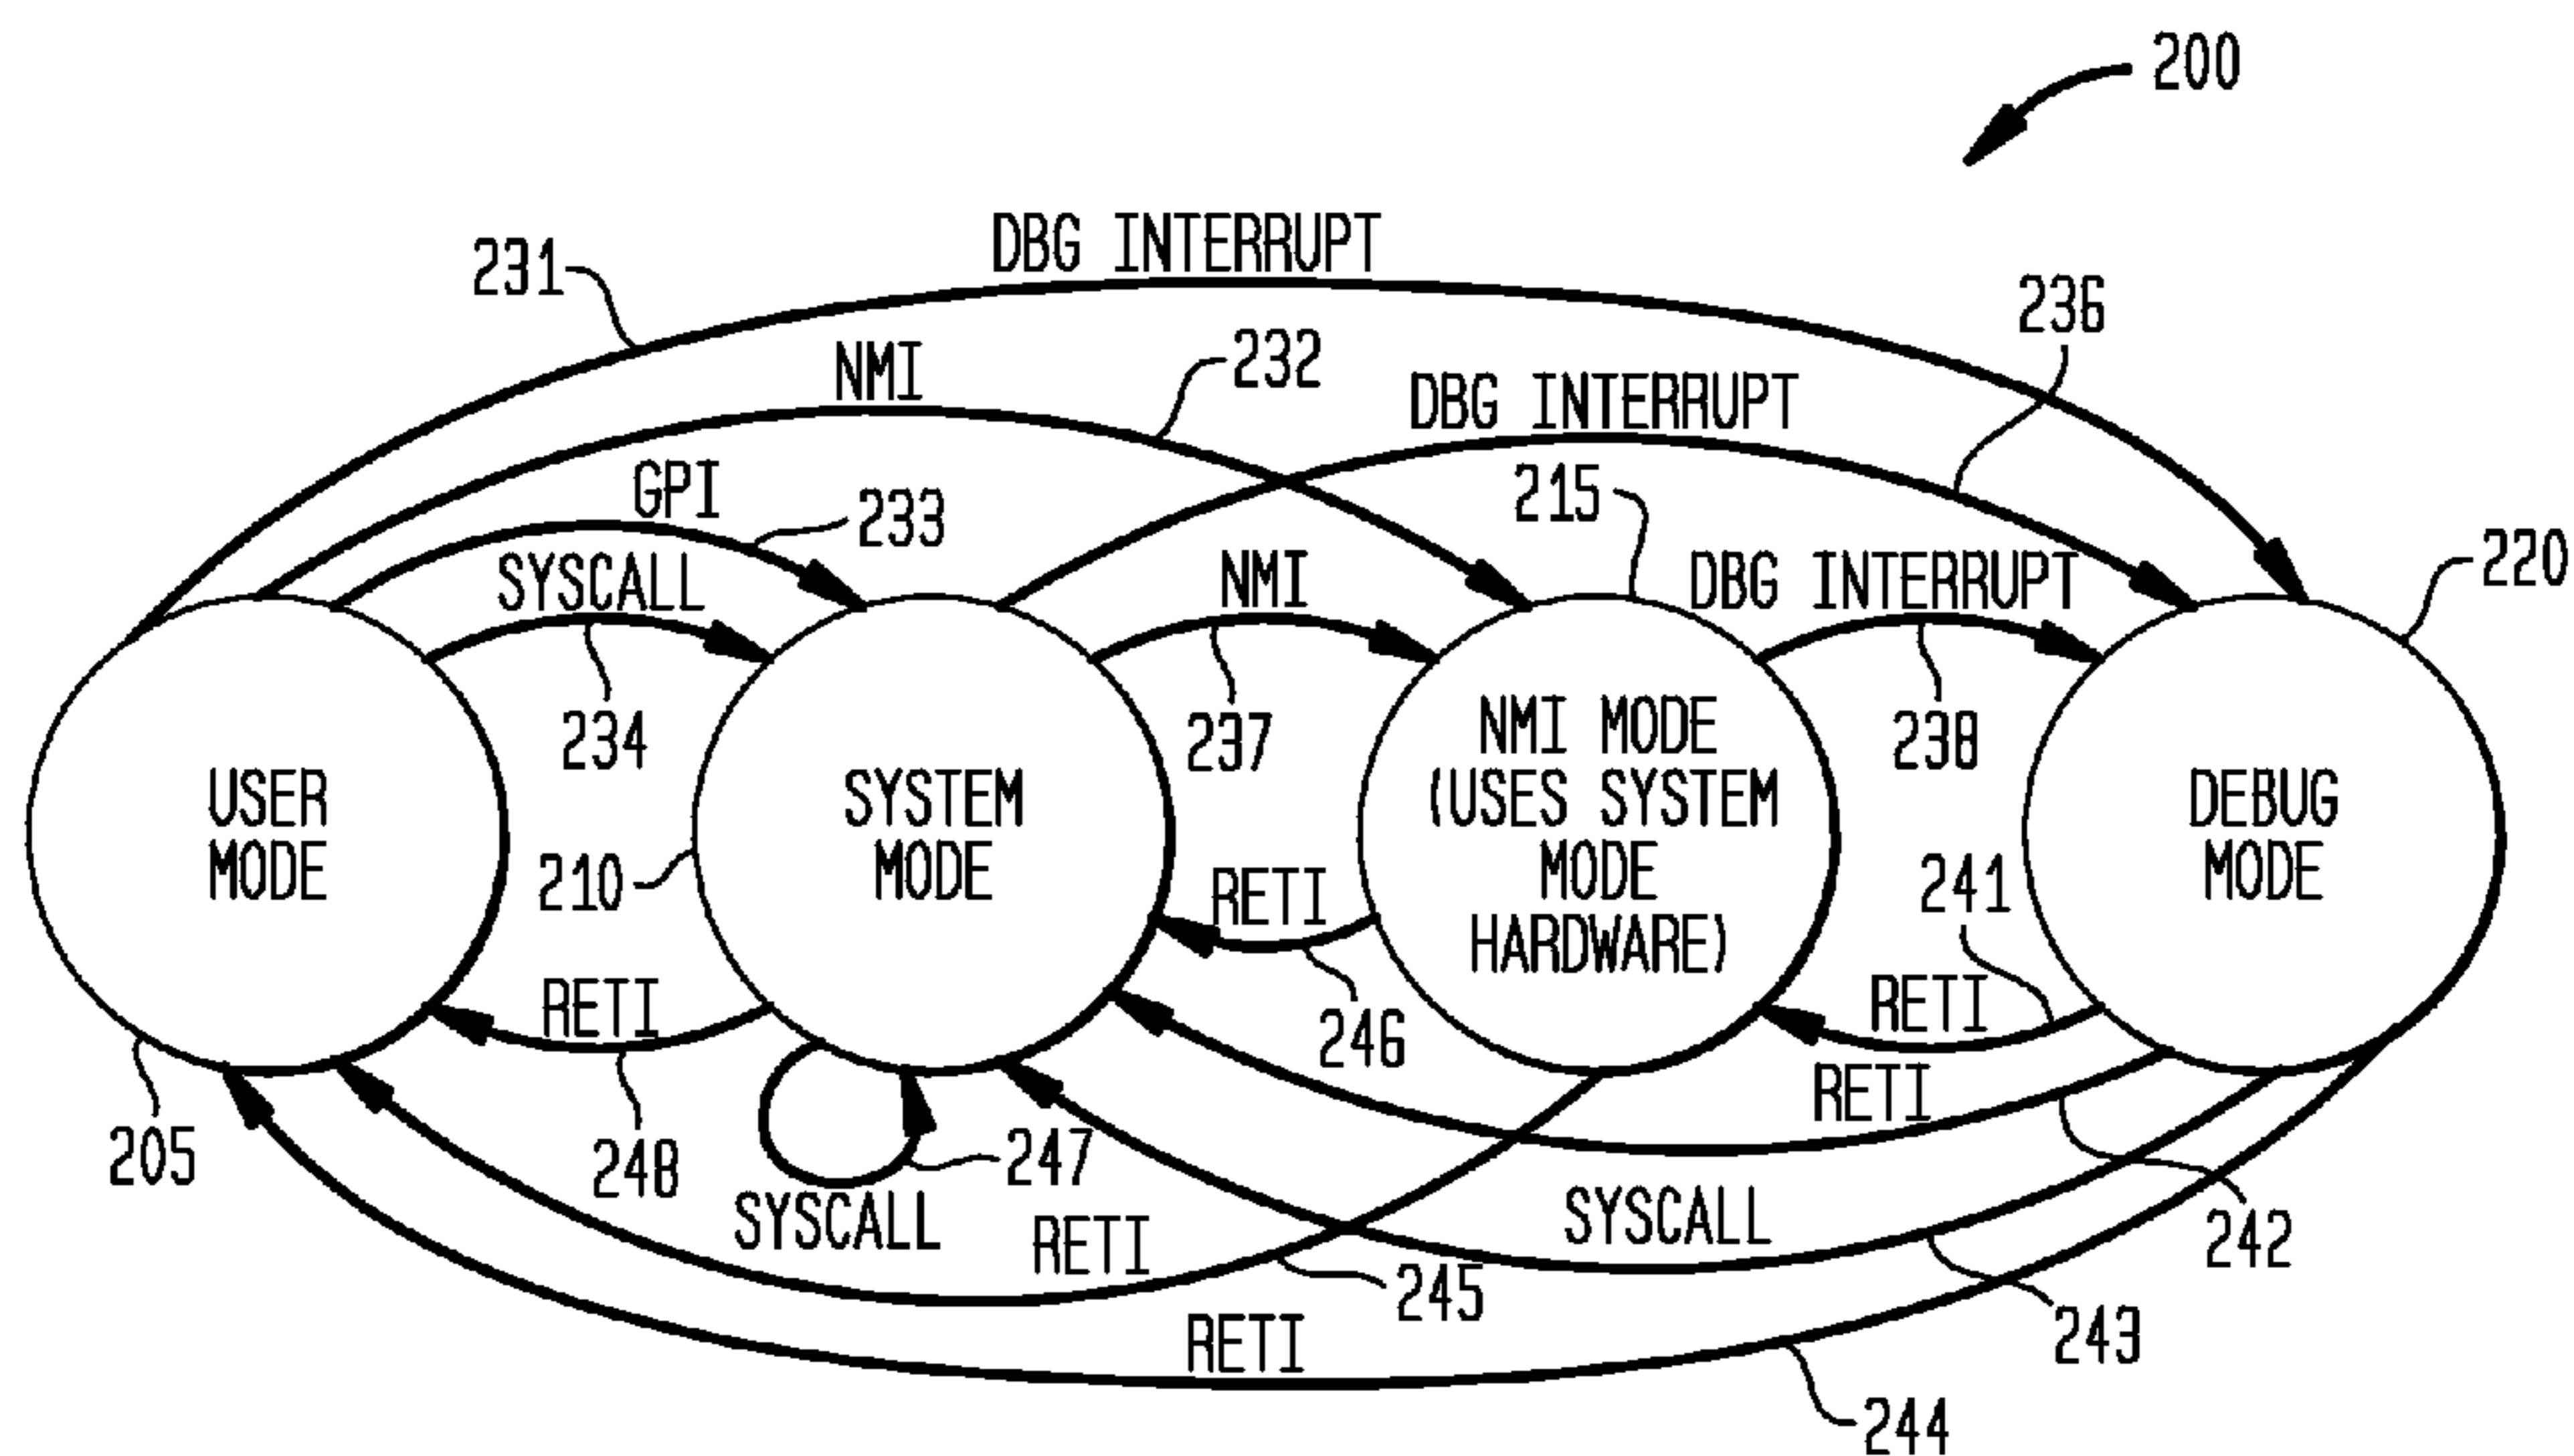 200
DBG INTERRUPT
231
236
NMI
232
DBG INTERRUPT
GPI
233
215
SYSCALL
NMI
DBG INTERRUPT
220
234
237
238
USER
MODE
SYSTEM
MODE
NMI MODE
(USES SYSTEM
MODE
HARDWARE)
DEBUG
MODE
210
RETI
241
RETI
RETI
246
RETI
205
248
247
SYSCALL
RETI
SYSCALL
242
245
243
RETI
244